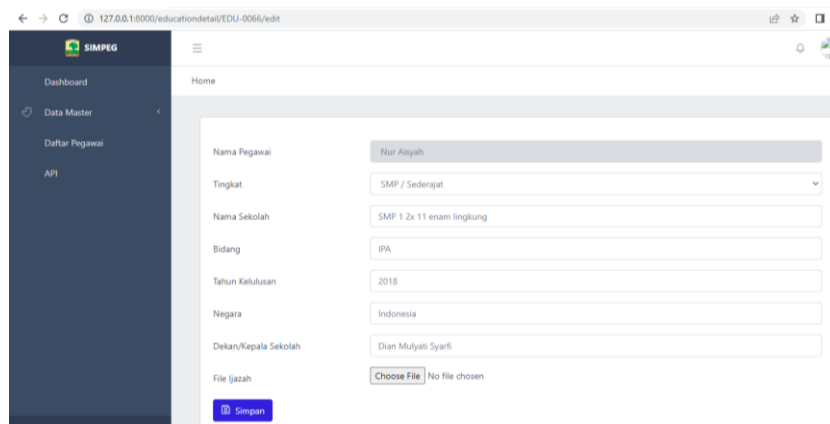 127.0.0.1:8000/educationdetail/EDU-0066/edit
SIMPEG
Dashboard
Home
Data Master
Daftar Pegawai
API
Nama Pegawai Nur Aisyah
Tingkat SMP / Sederajat
Nama Sekolah SMP 1 2x 11 enam lingkung
Bidang IPA
Tahun Kelulusan 2018
Negara Indonesia
Dekan/Kepala Sekolah Dian Mulyati Syarfi
File Ijazah Choose File No file chosen
Simpan